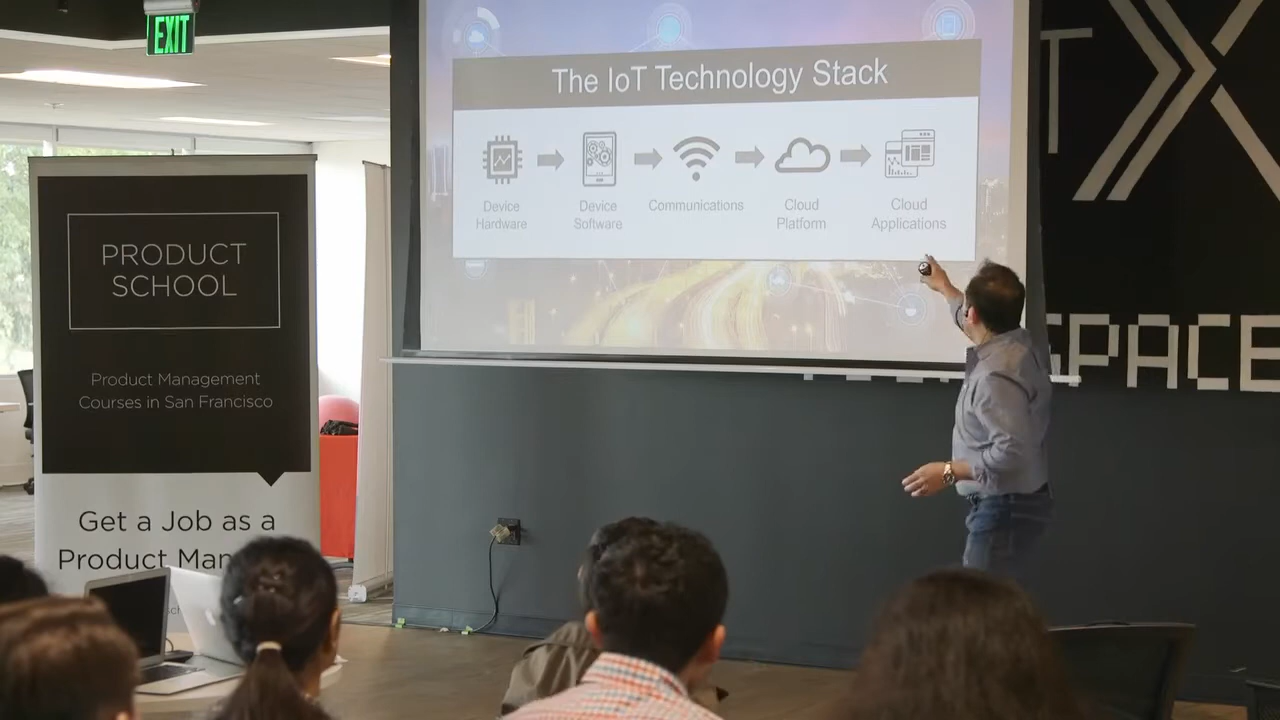 EXIT
The IoT Technology Stack
Device
Hardware
Device
Software
Communications
Cloud
Platform
Cloud
Applications
PRODUCT
SCHOOL
Product Management
Courses in San Francisco
Get a Job as a
Product
SPACE